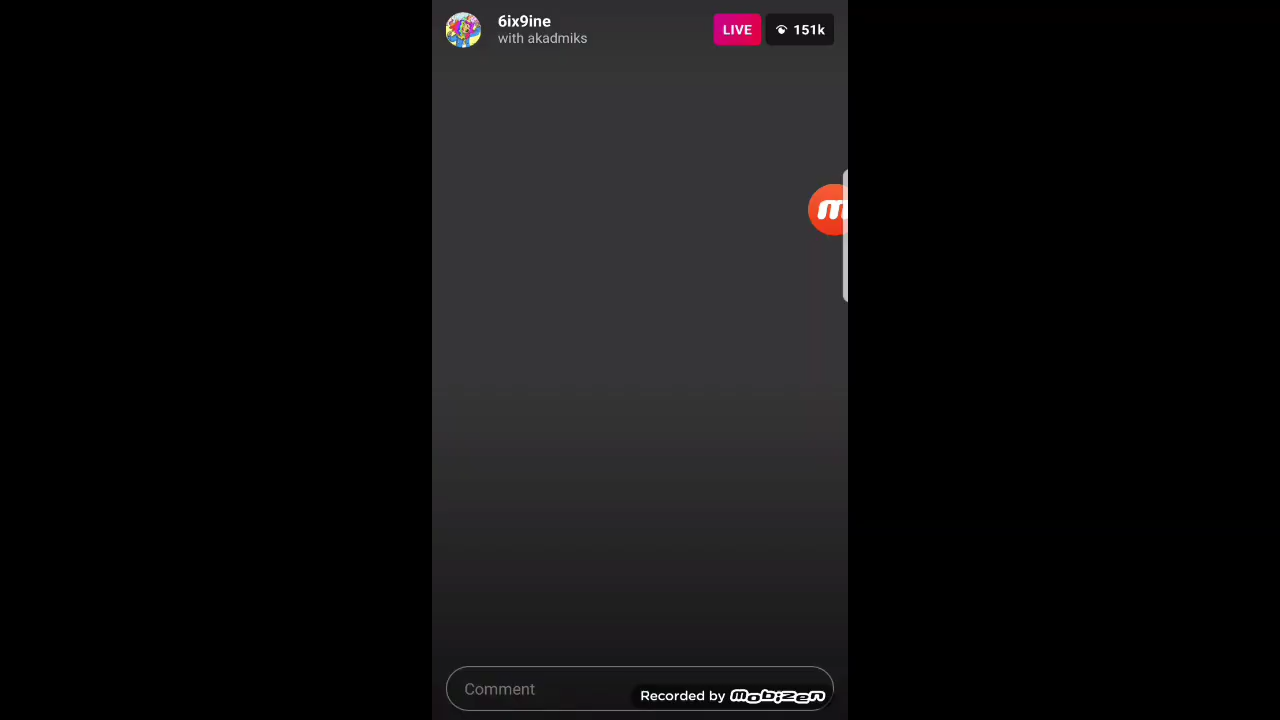 6ix9ine
with akadmiks
LIVE
151k
m
Comment
Recorded by mobizen